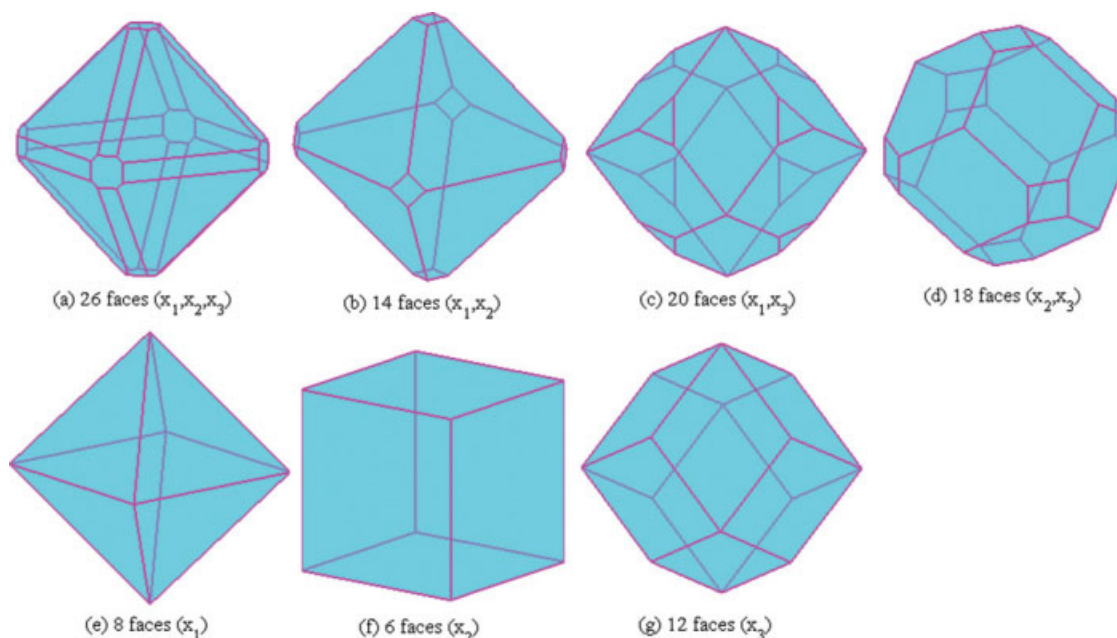 (a) 26 faces (x₁,x₂,x₃)
(b) 14 faces (x₁,x₂)
(c) 20 faces (x₁,x₃)
(d) 18 faces (x₂,x₃)
(e) 8 faces (x₁)
(f) 6 faces (x₂)
(g) 12 faces (x₃)